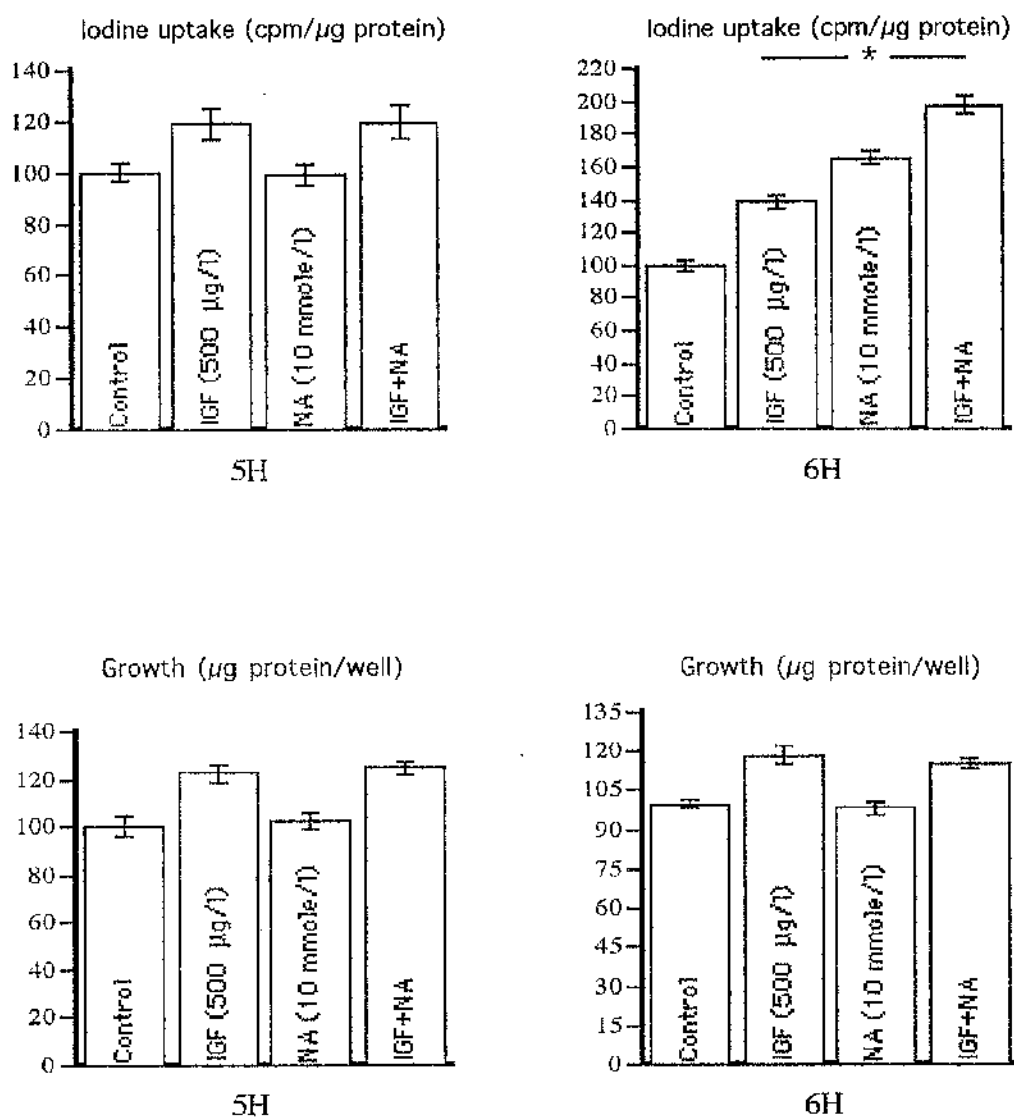 Iodine uptake (cpm/µg protein)
140
120
100
80
60
40
20
0
Control
IGF (500 µg/l)
NA (10 mmole/l)
IGF+NA
5H
Iodine uptake (cpm/µg protein)
*
220
200
180
160
140
120
100
80
60
40
20
0
Control
IGF (500 µg/l)
NA (10 mmole/l)
IGF+NA
6H
Growth (µg protein/well)
140
120
100
80
60
40
20
0
Control
IGF (500 µg/l)
NA (10 mmole/l)
IGF+NA
5H
Growth (µg protein/well)
135
120
105
90
75
60
45
30
15
0
Control
IGF (500 µg/l)
NA (10 mmole/l)
IGF+NA
6H